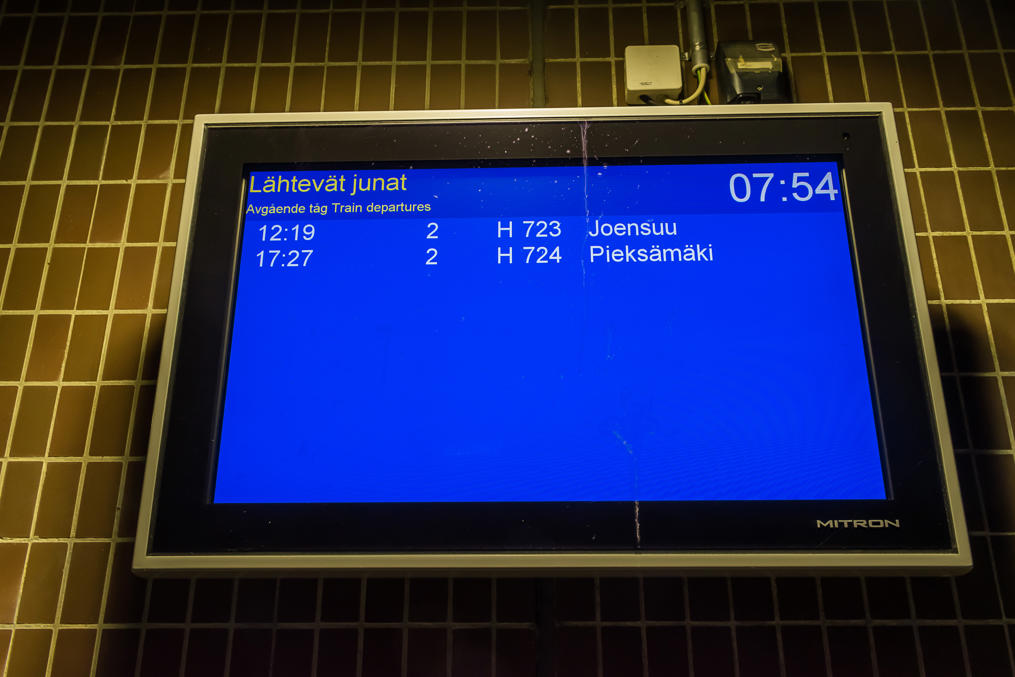 Lähtevät junat
07:54
Avgående tåg Train departures
12:19 2 H 723 Joensuu
17:27 2 H 724 Pieksämäki
MITRON